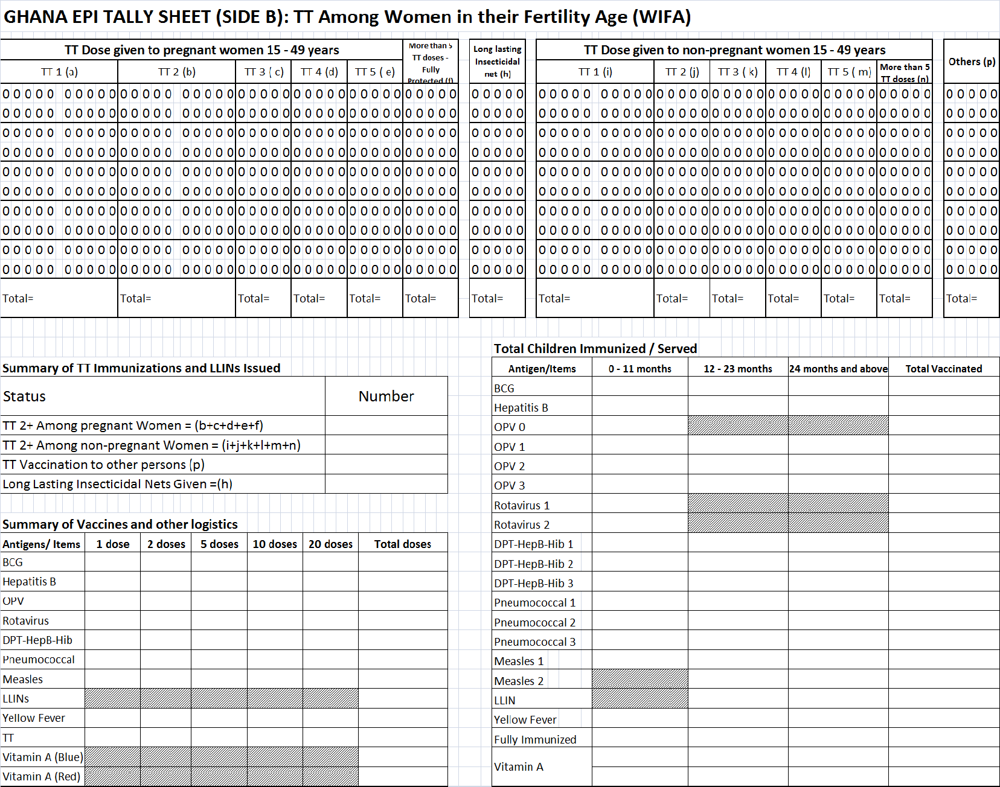 GHANA EPI TALLY SHEET (SIDE B): TT Among Women in their Fertility Age (WIFA)
TT Dose given to pregnant women 15 - 49 years
More than 5
TT doses -
Fully
Protected (f)
Long lasting
Insecticidal
net (h)
TT Dose given to non-pregnant women 15 - 49 years
Others (p)
TT 1 (a) TT 2 (b) TT 3 ( c) TT 4 (d) TT 5 ( e)
TT 1 (i) TT 2 (j) TT 3 ( k) TT 4 (l) TT 5 ( m)
More than 5
TT doses (n)
0 0 0 0 0 0 0 0 0 0 0 0 0 0 0 0 0 0 0 0 0 0 0 0 0 0 0 0 0 0 0 0 0 0 0 0 0 0 0 0 0 0 0 0 0 0 0 0 0 0 0 0 0 0 0 0 0 0 0 0 0 0 0 0 0 0 0 0 0 0 0 0 0 0 0 0 0 0 0 0
0 0 0 0 0 0 0 0 0 0 0 0 0 0 0 0 0 0 0 0 0 0 0 0 0 0 0 0 0 0 0 0 0 0 0 0 0 0 0 0 0 0 0 0 0 0 0 0 0 0 0 0 0 0 0 0 0 0 0 0 0 0 0 0 0 0 0 0 0 0 0 0 0 0 0 0 0 0 0 0
0 0 0 0 0 0 0 0 0 0 0 0 0 0 0 0 0 0 0 0 0 0 0 0 0 0 0 0 0 0 0 0 0 0 0 0 0 0 0 0 0 0 0 0 0 0 0 0 0 0 0 0 0 0 0 0 0 0 0 0 0 0 0 0 0 0 0 0 0 0 0 0 0 0 0 0 0 0 0 0
0 0 0 0 0 0 0 0 0 0 0 0 0 0 0 0 0 0 0 0 0 0 0 0 0 0 0 0 0 0 0 0 0 0 0 0 0 0 0 0 0 0 0 0 0 0 0 0 0 0 0 0 0 0 0 0 0 0 0 0 0 0 0 0 0 0 0 0 0 0 0 0 0 0 0 0 0 0 0 0
0 0 0 0 0 0 0 0 0 0 0 0 0 0 0 0 0 0 0 0 0 0 0 0 0 0 0 0 0 0 0 0 0 0 0 0 0 0 0 0 0 0 0 0 0 0 0 0 0 0 0 0 0 0 0 0 0 0 0 0 0 0 0 0 0 0 0 0 0 0 0 0 0 0 0 0 0 0 0 0
0 0 0 0 0 0 0 0 0 0 0 0 0 0 0 0 0 0 0 0 0 0 0 0 0 0 0 0 0 0 0 0 0 0 0 0 0 0 0 0 0 0 0 0 0 0 0 0 0 0 0 0 0 0 0 0 0 0 0 0 0 0 0 0 0 0 0 0 0 0 0 0 0 0 0 0 0 0 0 0
0 0 0 0 0 0 0 0 0 0 0 0 0 0 0 0 0 0 0 0 0 0 0 0 0 0 0 0 0 0 0 0 0 0 0 0 0 0 0 0 0 0 0 0 0 0 0 0 0 0 0 0 0 0 0 0 0 0 0 0 0 0 0 0 0 0 0 0 0 0 0 0 0 0 0 0 0 0 0 0
0 0 0 0 0 0 0 0 0 0 0 0 0 0 0 0 0 0 0 0 0 0 0 0 0 0 0 0 0 0 0 0 0 0 0 0 0 0 0 0 0 0 0 0 0 0 0 0 0 0 0 0 0 0 0 0 0 0 0 0 0 0 0 0 0 0 0 0 0 0 0 0 0 0 0 0 0 0 0 0
0 0 0 0 0 0 0 0 0 0 0 0 0 0 0 0 0 0 0 0 0 0 0 0 0 0 0 0 0 0 0 0 0 0 0 0 0 0 0 0 0 0 0 0 0 0 0 0 0 0 0 0 0 0 0 0 0 0 0 0 0 0 0 0 0 0 0 0 0 0 0 0 0 0 0 0 0 0 0 0
0 0 0 0 0 0 0 0 0 0 0 0 0 0 0 0 0 0 0 0 0 0 0 0 0 0 0 0 0 0 0 0 0 0 0 0 0 0 0 0 0 0 0 0 0 0 0 0 0 0 0 0 0 0 0 0 0 0 0 0 0 0 0 0 0 0 0 0 0 0 0 0 0 0 0 0 0 0 0 0
Total= Total= Total= Total= Total= Total= Total= Total= Total= Total= Total= Total= Total= Total=
Summary of TT Immunizations and LLINs Issued
Status Number
TT 2+ Among pregnant Women = (b+c+d+e+f)
TT 2+ Among non-pregnant Women = (i+j+k+l+m+n)
TT Vaccination to other persons (p)
Long Lasting Insecticidal Nets Given =(h)
Summary of Vaccines and other logistics
Antigens/ Items 1 dose 2 doses 5 doses 10 doses 20 doses Total doses
BCG
Hepatitis B
OPV
Rotavirus
DPT-HepB-Hib
Pneumococcal
Measles
LLINs
Yellow Fever
TT
Vitamin A (Blue)
Vitamin A (Red)
Total Children Immunized / Served
Antigen/Items 0 - 11 months 12 - 23 months 24 months and above Total Vaccinated
BCG
Hepatitis B
OPV 0
OPV 1
OPV 2
OPV 3
Rotavirus 1
Rotavirus 2
DPT-HepB-Hib 1
DPT-HepB-Hib 2
DPT-HepB-Hib 3
Pneumococcal 1
Pneumococcal 2
Pneumococcal 3
Measles 1
Measles 2
LLIN
Yellow Fever
Fully Immunized
Vitamin A